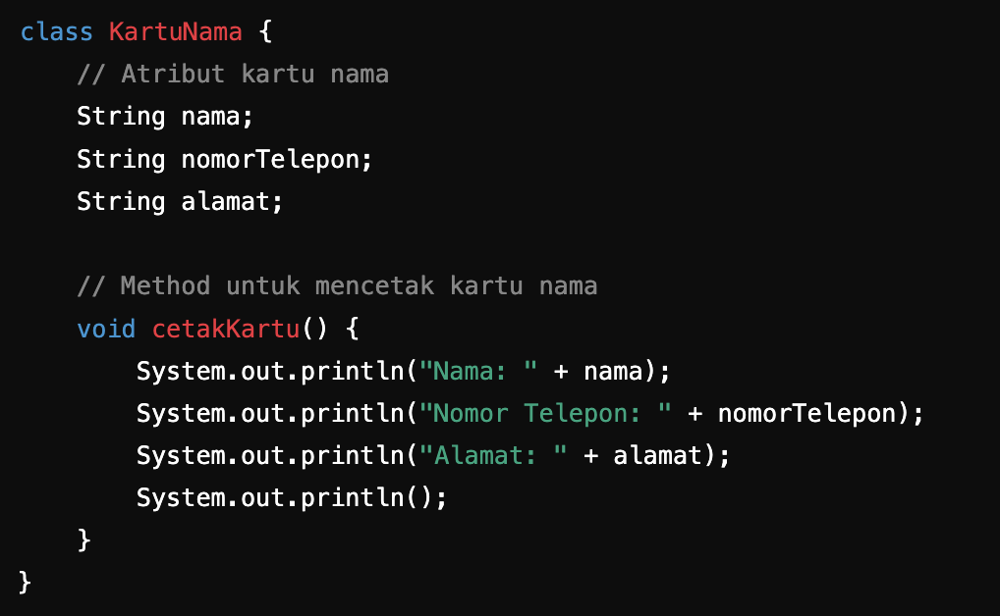 class KartuNama {
    // Atribut kartu nama
    String nama;
    String nomorTelepon;
    String alamat;

    // Method untuk mencetak kartu nama
    void cetakKartu() {
        System.out.println("Nama: " + nama);
        System.out.println("Nomor Telepon: " + nomorTelepon);
        System.out.println("Alamat: " + alamat);
        System.out.println();
    }
}